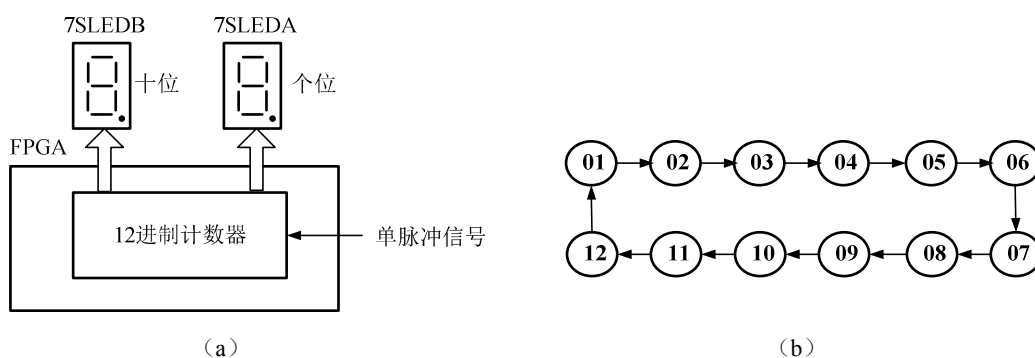 7SLEDB 7SLEDA
十位 个位
FPGA
12进制计数器 单脉冲信号
01 02 03 04 05 06
12 11 10 09 08 07
（a） （b）